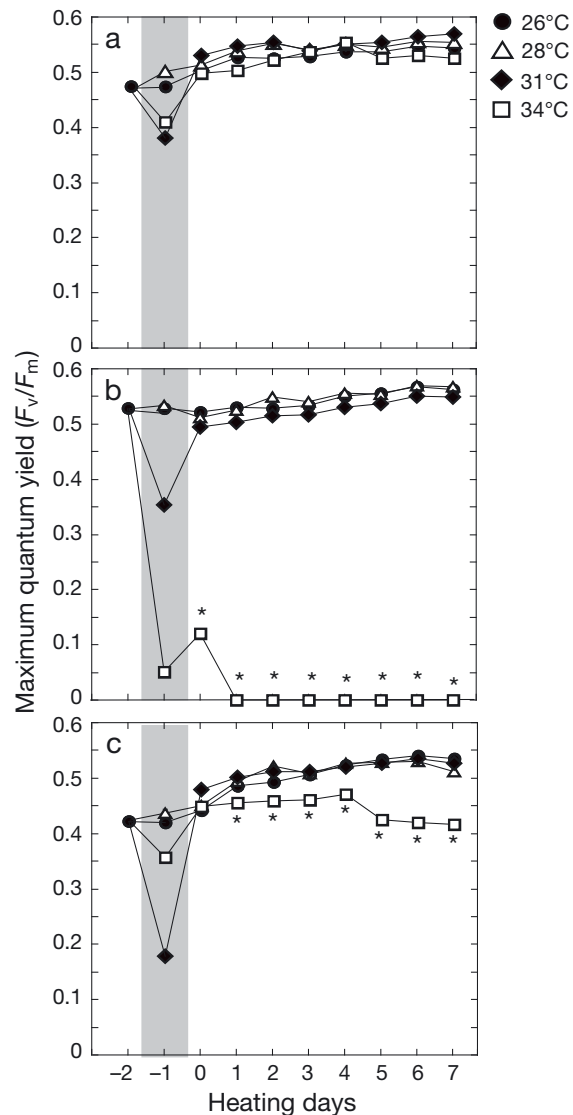 a
0.6
0.5
0.4
0.3
0.2
0.1
0
26°C
28°C
31°C
34°C
b
0.6
0.5
0.4
0.3
0.2
0.1
0
*
* * * * * * *
c
0.6
0.5
0.4
0.3
0.2
0.1
0
* * * * * * *
–2 –1 0 1 2 3 4 5 6 7
Heating days
Maximum quantum yield (Fv/Fm)